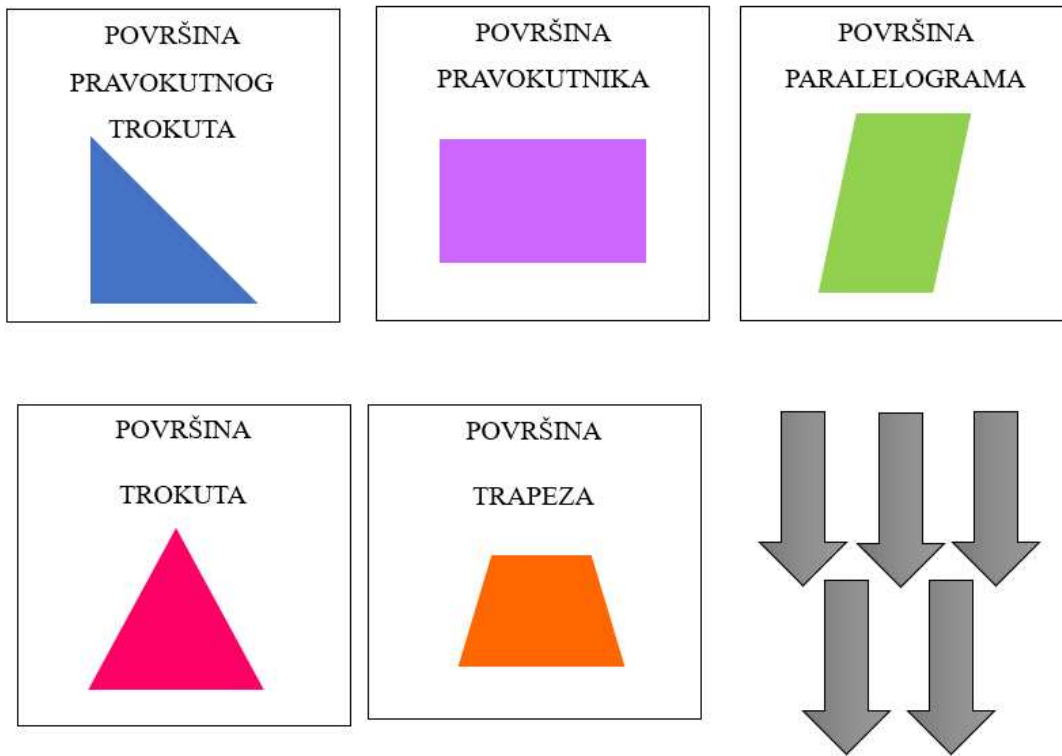 POVRŠINA
PRAVOKUTNOG
TROKUTA
POVRŠINA
PRAVOKUTNIKA
POVRŠINA
PARALELOGRAMA
POVRŠINA
TROKUTA
POVRŠINA
TRAPEZA